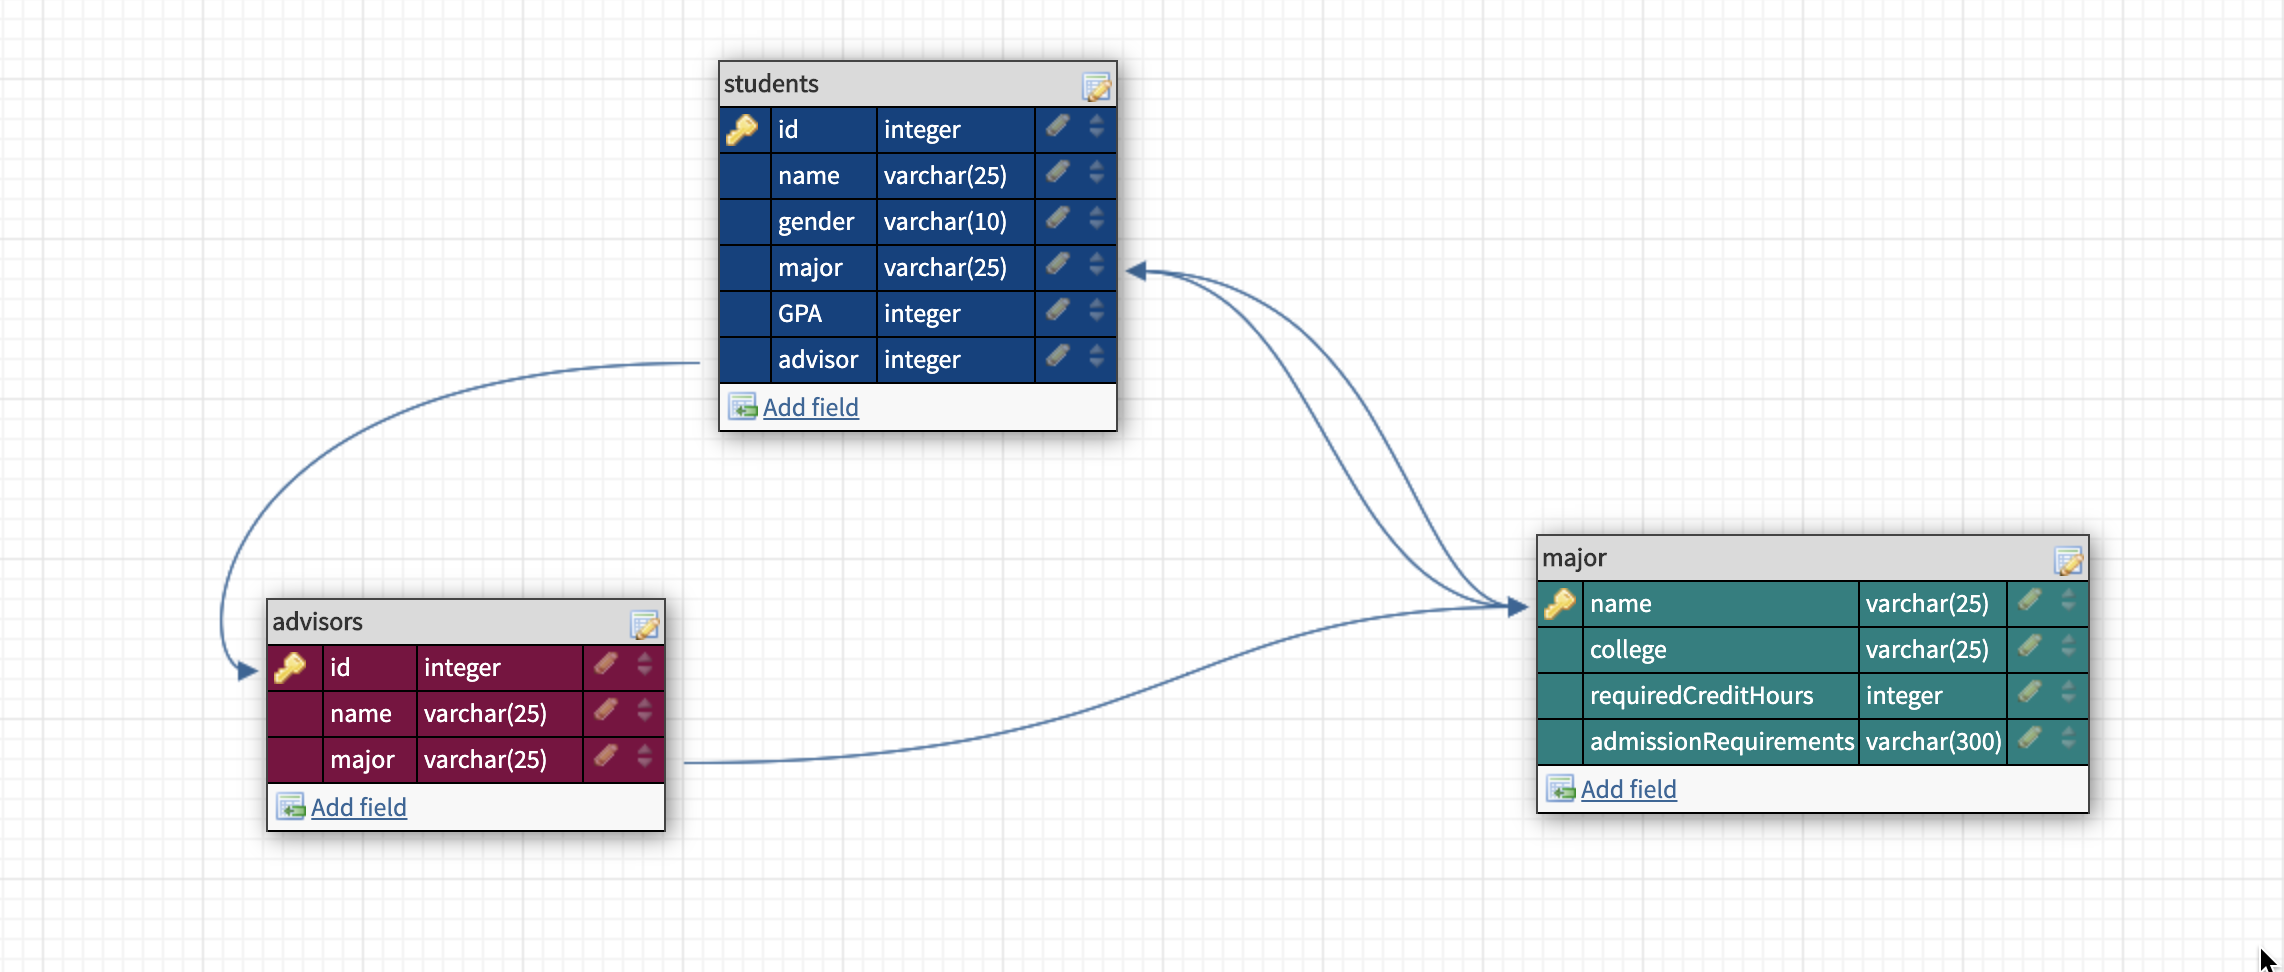 students
id integer
name varchar(25)
gender varchar(10)
major varchar(25)
GPA integer
advisor integer
Add field
advisors
id integer
name varchar(25)
major varchar(25)
Add field
major
name varchar(25)
college varchar(25)
requiredCreditHours integer
admissionRequirements varchar(300)
Add field